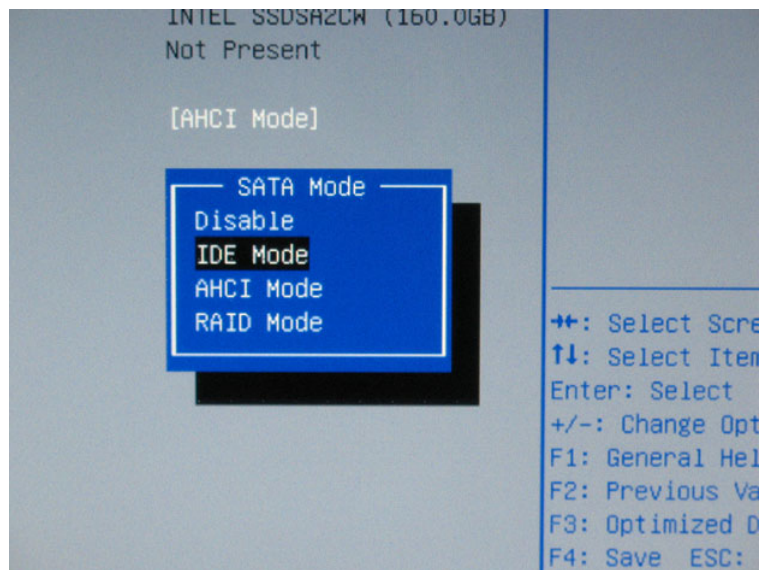 INTEL SSDSA2CW (160.0GB)
Not Present
[AHCI Mode]
SATA Mode
Disable
IDE Mode
AHCI Mode
RAID Mode
→←: Select Scre
↑↓: Select Item
Enter: Select
+/-: Change Opt
F1: General Hel
F2: Previous Va
F3: Optimized D
F4: Save ESC: